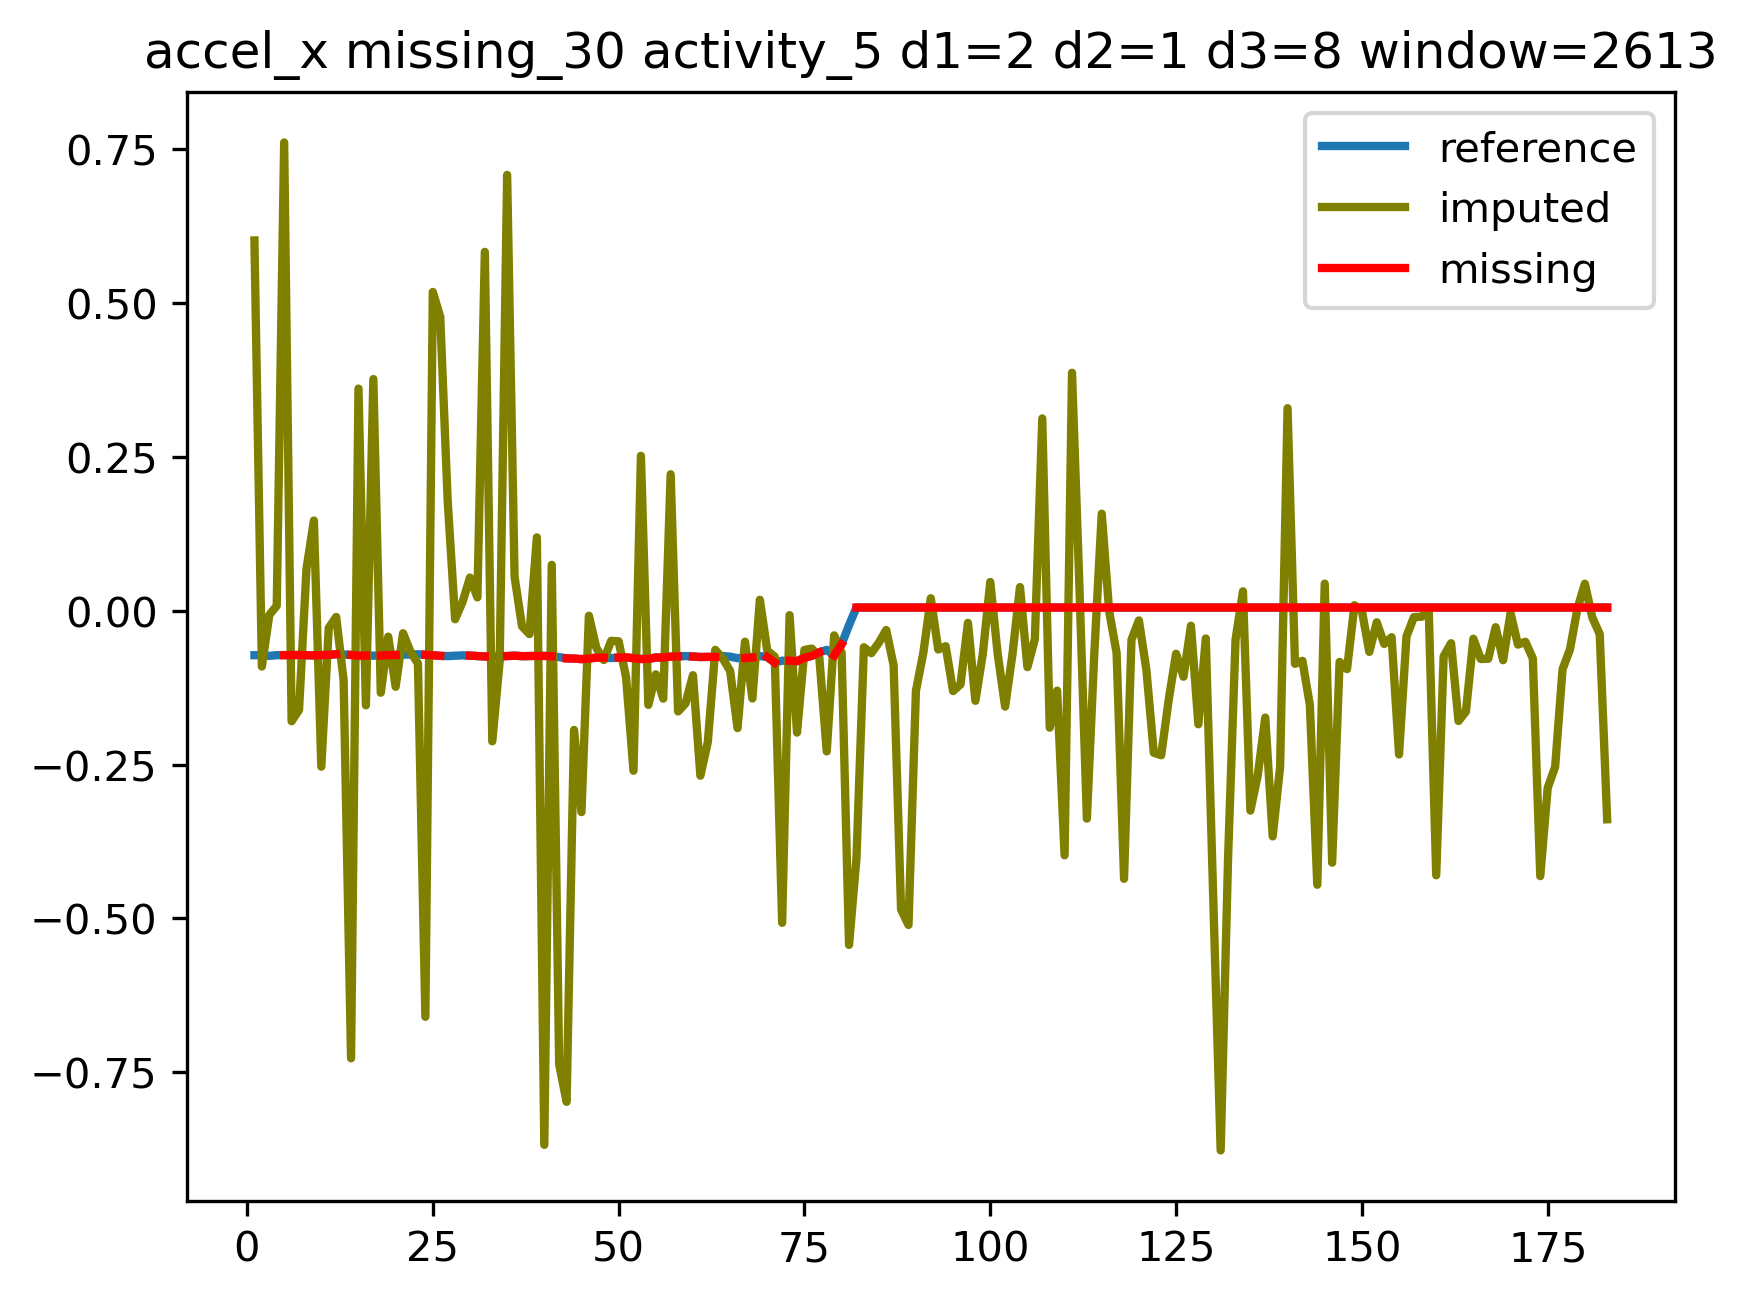 accel_x missing_30 activity_5 d1=2 d2=1 d3=8 window=2613
reference
imputed
missing
0.75
0.50
0.25
0.00
−0.25
−0.50
−0.75
0 25 50 75 100 125 150 175